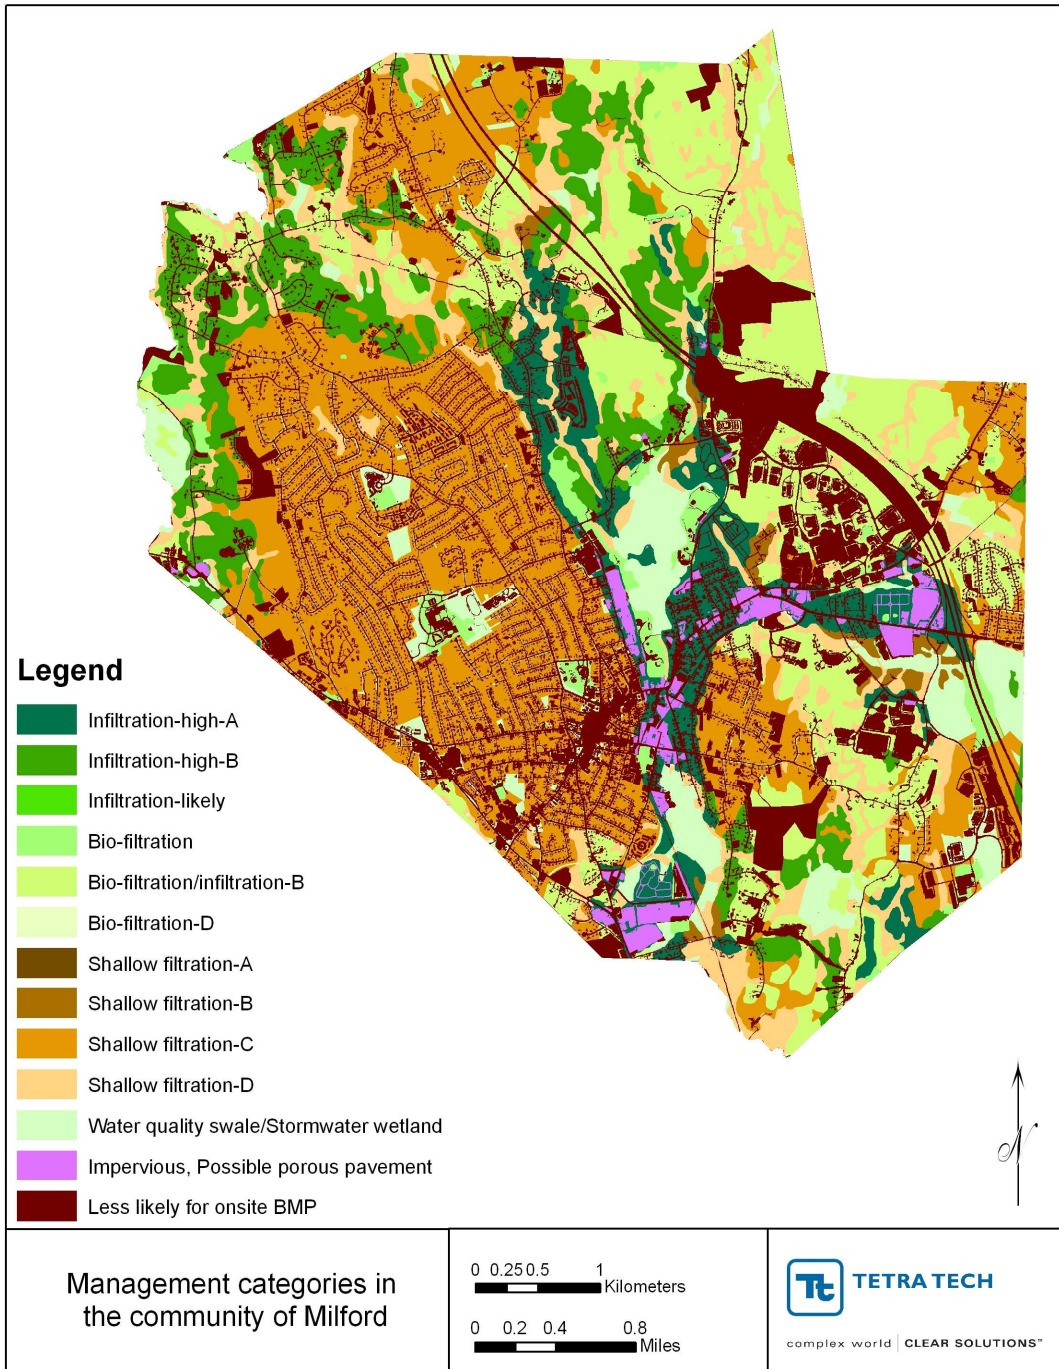 Legend
Infiltration-high-A
Infiltration-high-B
Infiltration-likely
Bio-filtration
Bio-filtration/infiltration-B
Bio-filtration-D
Shallow filtration-A
Shallow filtration-B
Shallow filtration-C
Shallow filtration-D
Water quality swale/Stormwater wetland
Impervious, Possible porous pavement
Less likely for onsite BMP
N
Management categories in
the community of Milford
0 0.25 0.5 1
Kilometers
0 0.2 0.4 0.8
Miles
Tt TETRA TECH
complex world | CLEAR SOLUTIONS™